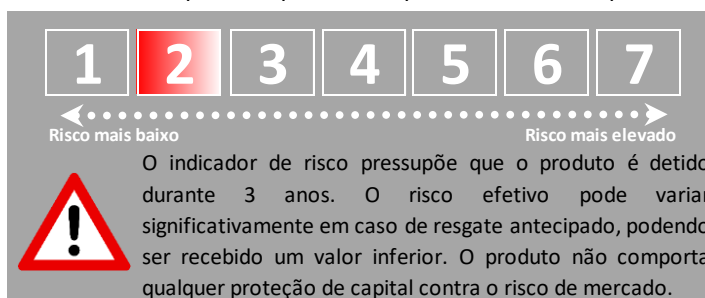 1 2 3 4 5 6 7
Risco mais baixo Risco mais elevado
O indicador de risco pressupõe que o produto é detido
durante 3 anos. O risco efetivo pode variar
significativamente em caso de resgate antecipado, podendo
ser recebido um valor inferior. O produto não comporta
qualquer proteção de capital contra o risco de mercado.